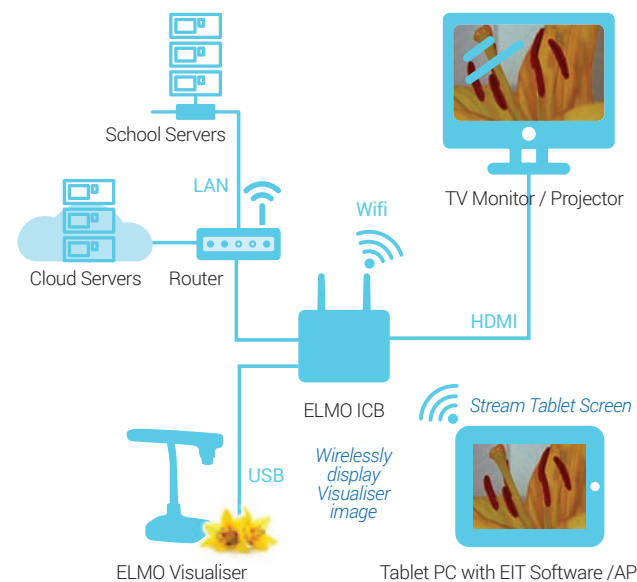 School Servers
LAN
TV Monitor / Projector
Wifi
Cloud Servers
Router
HDMI
ELMO ICB
Stream Tablet Screen
Wirelessly
display
Visualiser
image
USB
ELMO Visualiser
Tablet PC with EIT Software /AP